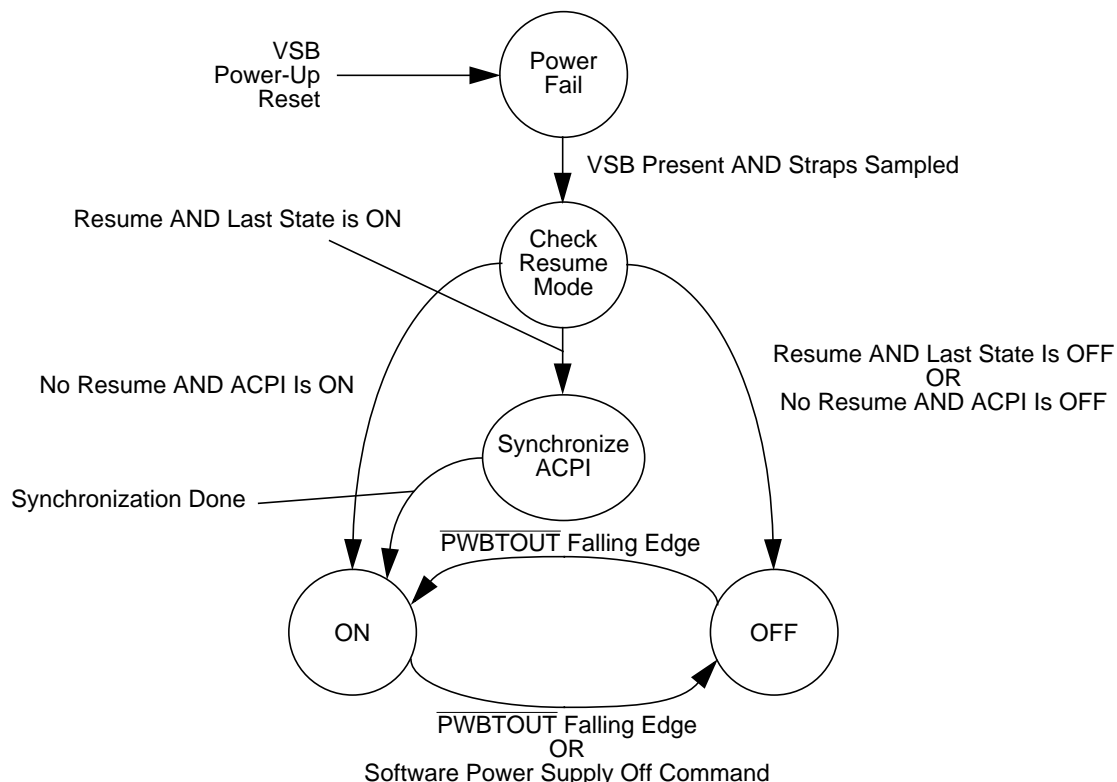 VSB
Power-Up
Reset
Power
Fail
VSB Present AND Straps Sampled
Resume AND Last State is ON
Check
Resume
Mode
No Resume AND ACPI Is ON
Resume AND Last State Is OFF
OR
No Resume AND ACPI Is OFF
Synchronize
ACPI
Synchronization Done
PWBTOUT Falling Edge
ON
OFF
PWBTOUT Falling Edge
OR
Software Power Supply Off Command